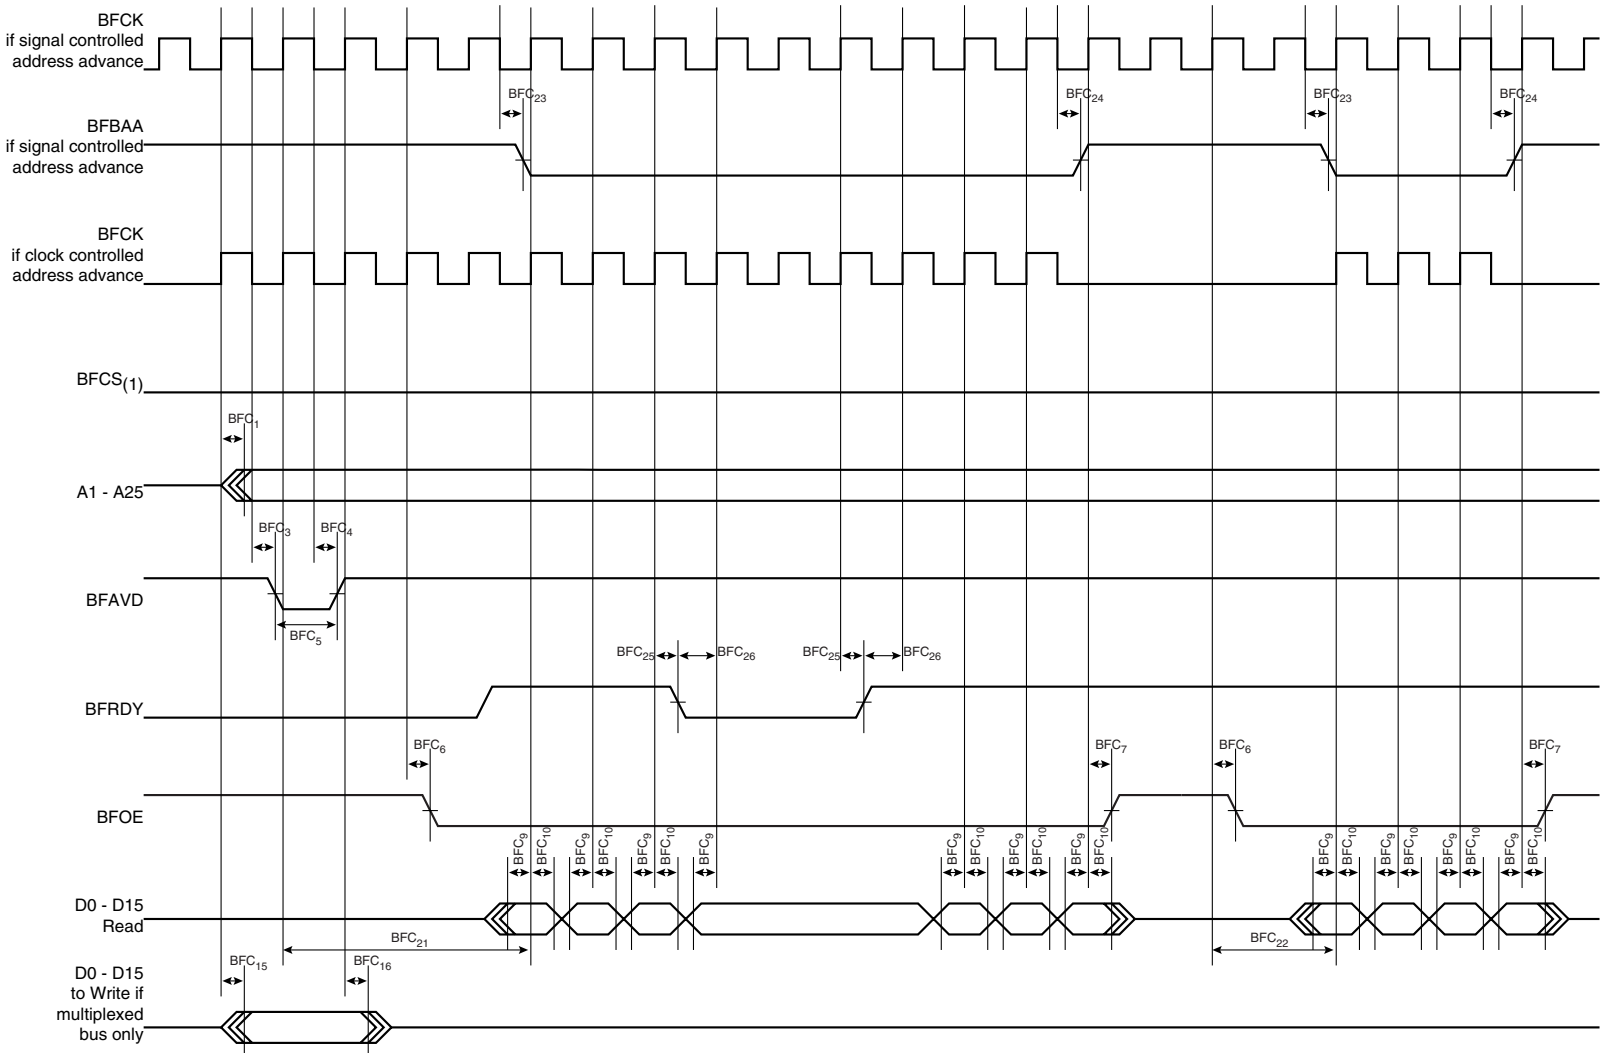 BFCK
if signal controlled
address advance
BFC23 BFC24 BFC23 BFC24
BFBAA
if signal controlled
address advance
BFCK
if clock controlled
address advance
BFCS(1)
BFC1
A1 - A25
BFC3 BFC4
BFAVD
BFC5
BFC25 BFC26 BFC25 BFC26
BFRDY
BFC6 BFC7 BFC6 BFC7
BFOE
BFC9 BFC10 BFC9 BFC10 BFC9 BFC10 BFC9 BFC9 BFC10 BFC9 BFC10 BFC9 BFC10 BFC9 BFC10 BFC9 BFC10 BFC9 BFC10 BFC9 BFC10
D0 - D15
Read
BFC21 BFC22
BFC15 BFC16
D0 - D15
to Write if
multiplexed
bus only